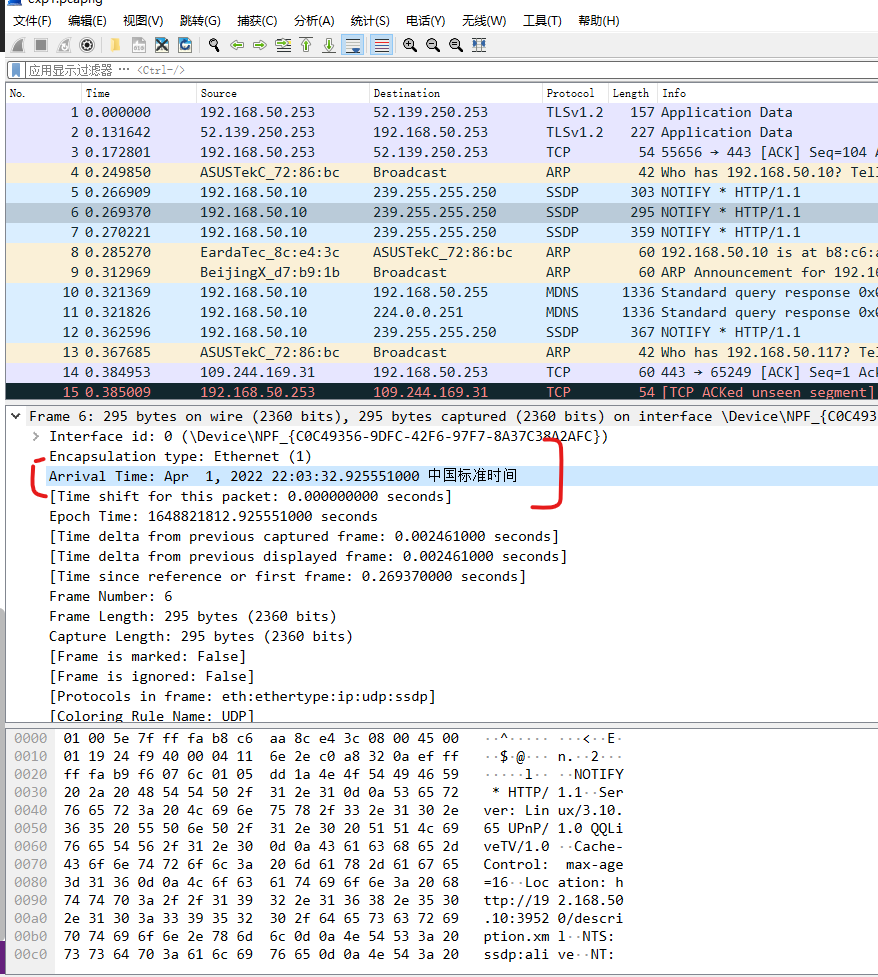 exp1.pcapng
文件(F) 编辑(E) 视图(V) 跳转(G) 捕获(C) 分析(A) 统计(S) 电话(Y) 无线(W) 工具(T) 帮助(H)
应用显示过滤器 … <Ctrl-/>
No. Time Source Destination Protocol Length Info
1 0.000000 192.168.50.253 52.139.250.253 TLSv1.2 157 Application Data
2 0.131642 52.139.250.253 192.168.50.253 TLSv1.2 227 Application Data
3 0.172801 192.168.50.253 52.139.250.253 TCP 54 55656 → 443 [ACK] Seq=104 A
4 0.249850 ASUSTekC_72:86:bc Broadcast ARP 42 Who has 192.168.50.10? Tell
5 0.266909 192.168.50.10 239.255.255.250 SSDP 303 NOTIFY * HTTP/1.1
6 0.269370 192.168.50.10 239.255.255.250 SSDP 295 NOTIFY * HTTP/1.1
7 0.270221 192.168.50.10 239.255.255.250 SSDP 359 NOTIFY * HTTP/1.1
8 0.285270 EardaTec_8c:e4:3c ASUSTekC_72:86:bc ARP 60 192.168.50.10 is at b8:c6:a
9 0.312969 BeijingX_d7:b9:1b Broadcast ARP 60 ARP Announcement for 192.16
10 0.321369 192.168.50.10 192.168.50.255 MDNS 1336 Standard query response 0x0
11 0.321826 192.168.50.10 224.0.0.251 MDNS 1336 Standard query response 0x0
12 0.362596 192.168.50.10 239.255.255.250 SSDP 367 NOTIFY * HTTP/1.1
13 0.367685 ASUSTekC_72:86:bc Broadcast ARP 42 Who has 192.168.50.117? Tel
14 0.384953 109.244.169.31 192.168.50.253 TCP 60 443 → 65249 [ACK] Seq=1 Ack
15 0.385009 192.168.50.253 109.244.169.31 TCP 54 [TCP ACKed unseen segment]
Frame 6: 295 bytes on wire (2360 bits), 295 bytes captured (2360 bits) on interface \Device\NPF_{C0C493
Interface id: 0 (\Device\NPF_{C0C49356-9DFC-42F6-97F7-8A37C38A2AFC})
Encapsulation type: Ethernet (1)
Arrival Time: Apr  1, 2022 22:03:32.925551000 中国标准时间
[Time shift for this packet: 0.000000000 seconds]
Epoch Time: 1648821812.925551000 seconds
[Time delta from previous captured frame: 0.002461000 seconds]
[Time delta from previous displayed frame: 0.002461000 seconds]
[Time since reference or first frame: 0.269370000 seconds]
Frame Number: 6
Frame Length: 295 bytes (2360 bits)
Capture Length: 295 bytes (2360 bits)
[Frame is marked: False]
[Frame is ignored: False]
[Protocols in frame: eth:ethertype:ip:udp:ssdp]
[Coloring Rule Name: UDP]
0000 01 00 5e 7f ff fa b8 c6 aa 8c e4 3c 08 00 45 00 ··^····· ···<··E·
0010 01 19 24 f9 40 00 04 11 6e 2e c0 a8 32 0a ef ff ··$·@··· n.··2···
0020 ff fa b9 f6 07 6c 01 05 dd 1a 4e 4f 54 49 46 59 ·····l·· ··NOTIFY
0030 20 2a 20 48 54 54 50 2f 31 2e 31 0d 0a 53 65 72 * HTTP/ 1.1··Ser
0040 76 65 72 3a 20 4c 69 6e 75 78 2f 33 2e 31 30 2e ver: Lin ux/3.10.
0050 36 35 20 55 50 6e 50 2f 31 2e 30 20 51 51 4c 69 65 UPnP/ 1.0 QQLi
0060 76 65 54 56 2f 31 2e 30 0d 0a 43 61 63 68 65 2d veTV/1.0 ··Cache-
0070 43 6f 6e 74 72 6f 6c 3a 20 6d 61 78 2d 61 67 65 Control: max-age
0080 3d 31 36 0d 0a 4c 6f 63 61 74 69 6f 6e 3a 20 68 =16··Loc ation: h
0090 74 74 70 3a 2f 2f 31 39 32 2e 31 36 38 2e 35 30 ttp://19 2.168.50
00a0 2e 31 30 3a 33 39 35 32 30 2f 64 65 73 63 72 69 .10:3952 0/descri
00b0 70 74 69 6f 6e 2e 78 6d 6c 0d 0a 4e 54 53 3a 20 ption.xm l··NTS:
00c0 73 73 64 70 3a 61 6c 69 76 65 0d 0a 4e 54 3a 20 ssdp:ali ve··NT: